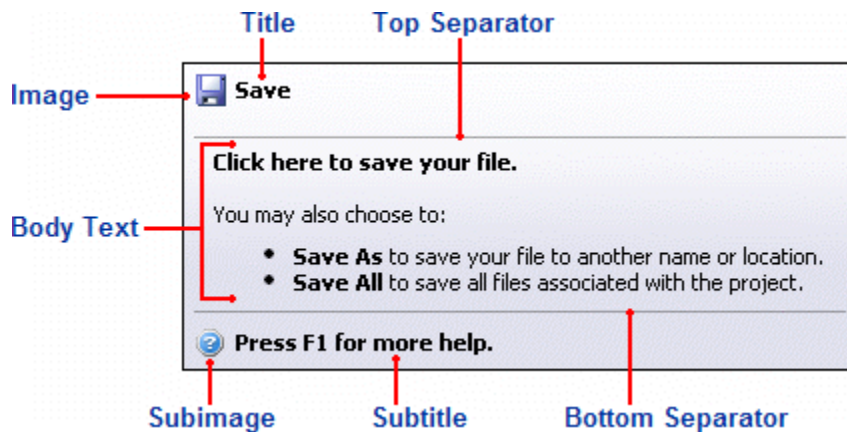 Title Top Separator
Image
Save
Click here to save your file.
Body Text
You may also choose to:
• Save As to save your file to another name or location.
• Save All to save all files associated with the project.
Press F1 for more help.
Subimage Subtitle Bottom Separator